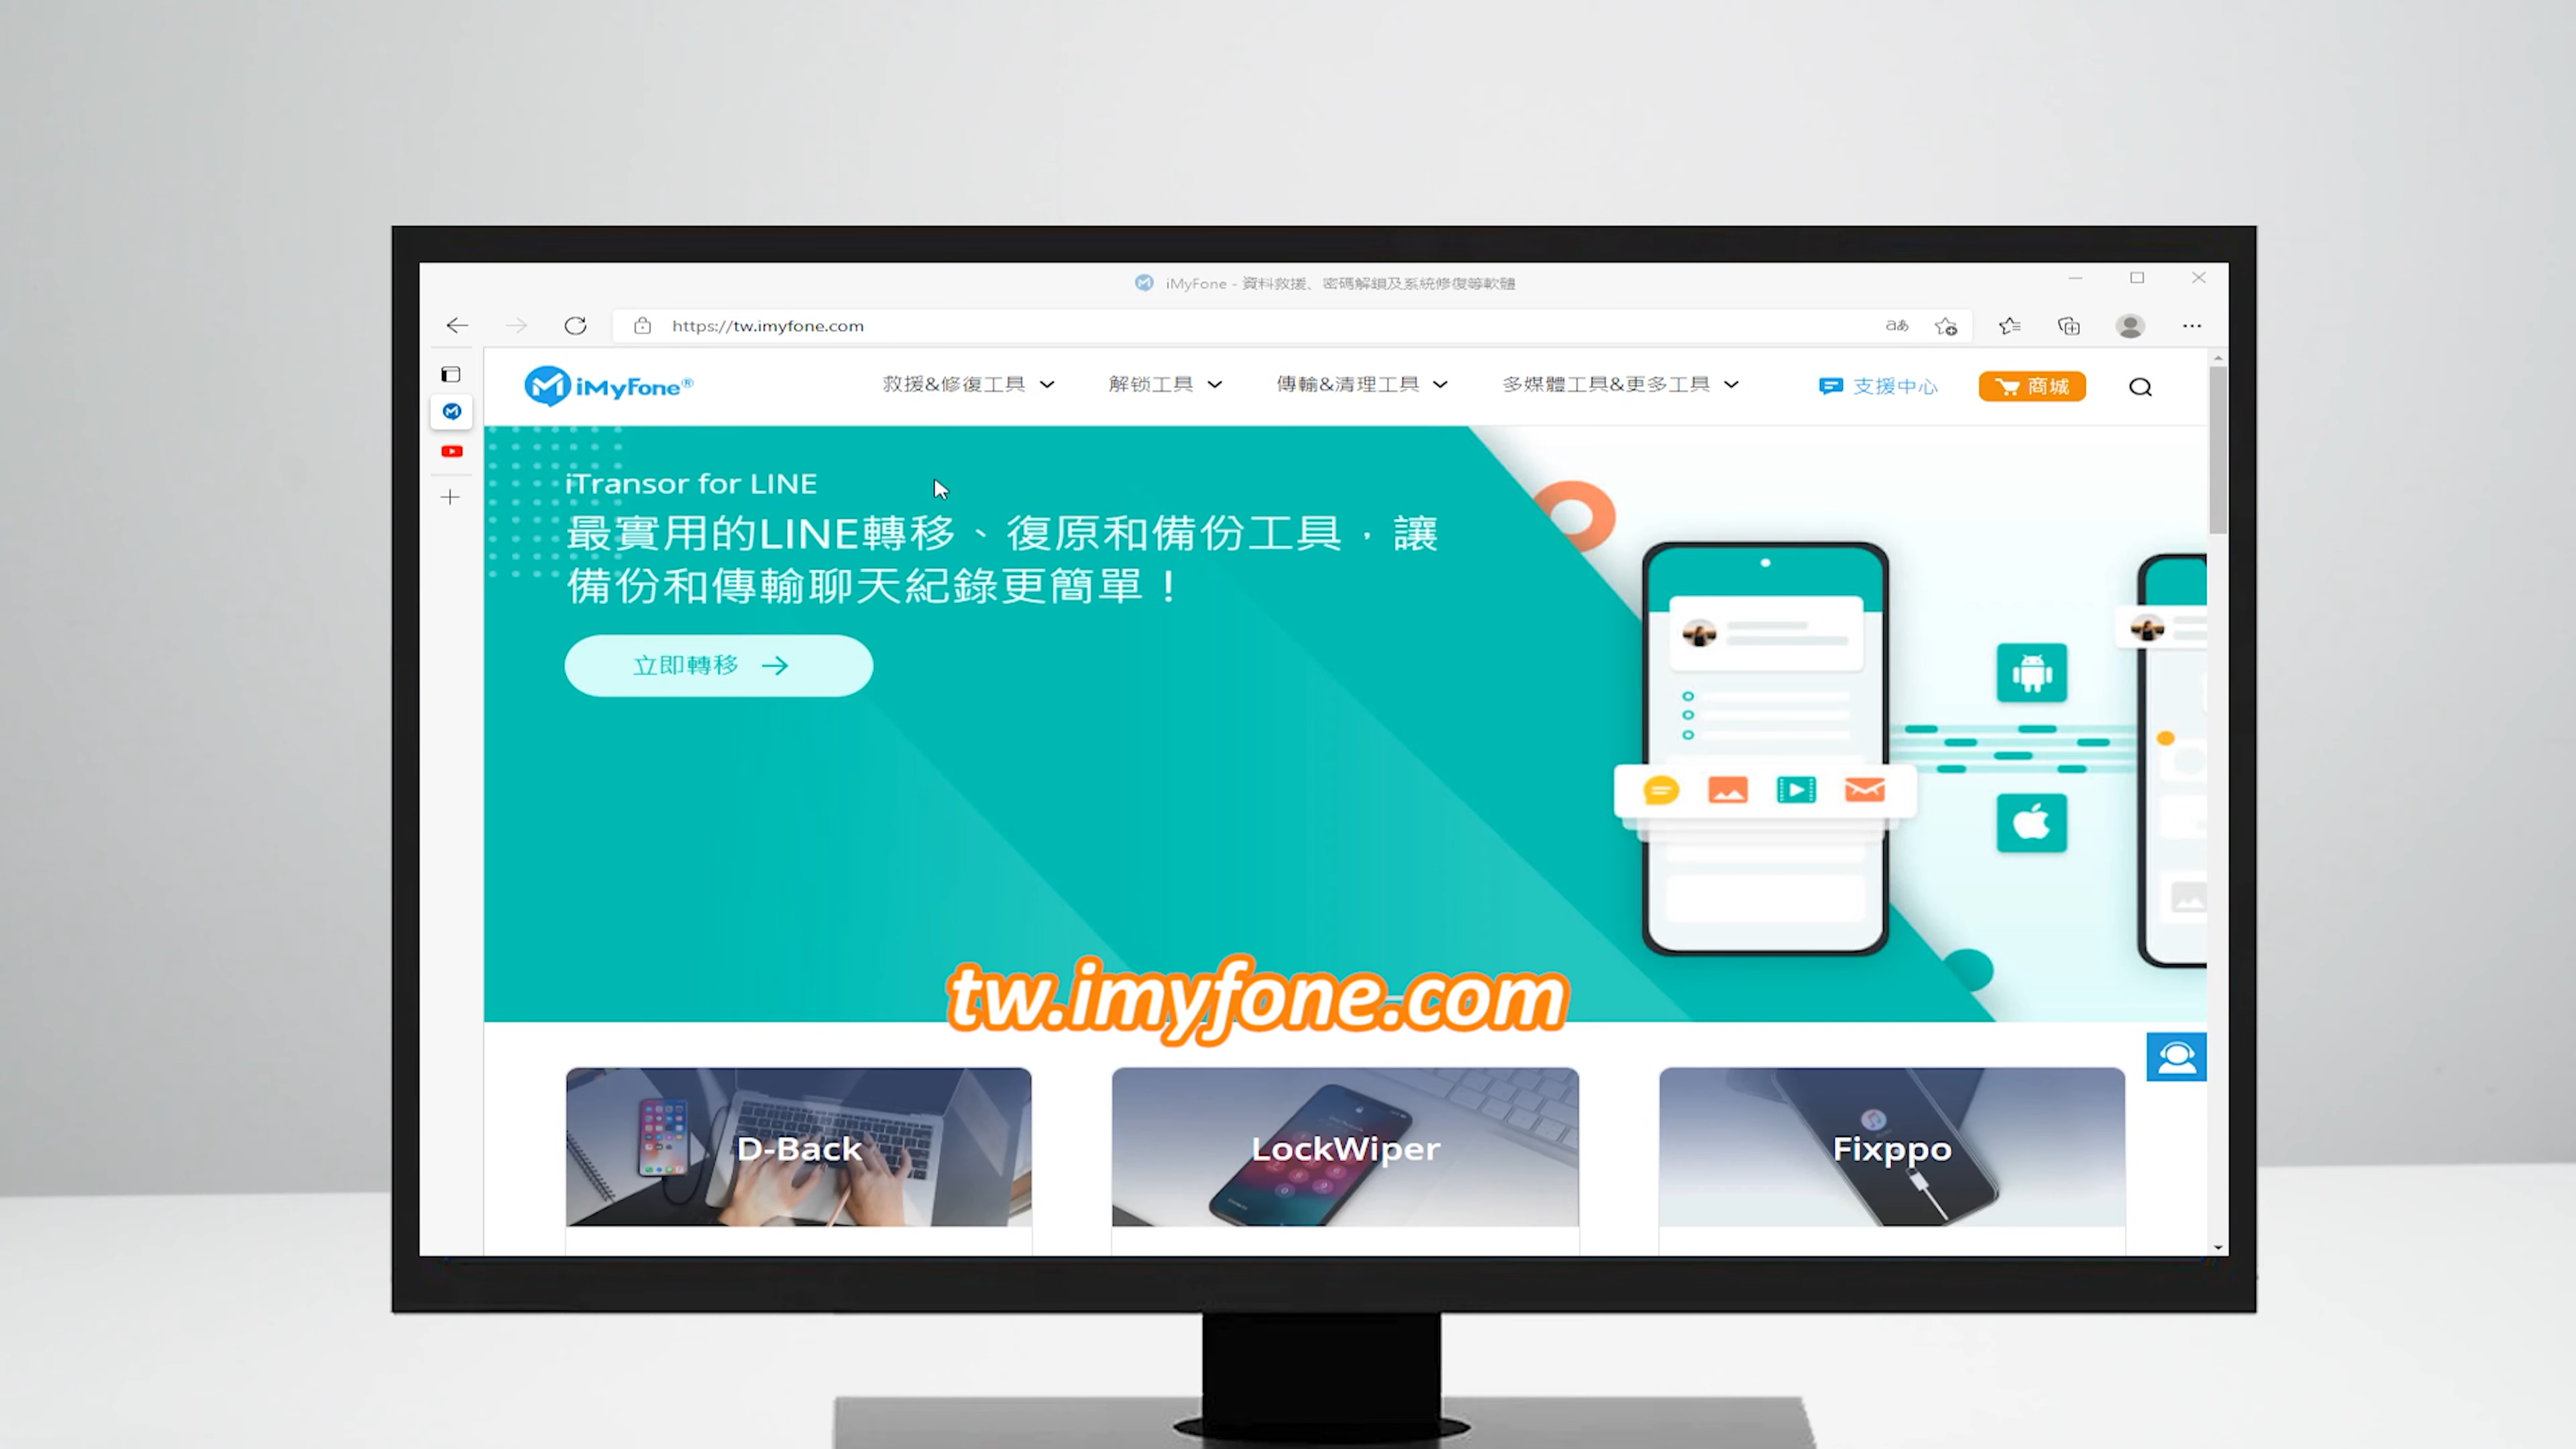 iMyFone - 資料救援、密碼解鎖及系統修復等軟體
https://tw.imyfone.com
aあ
iMyFone®
救援&修復工具
解锁工具
傳輸&清理工具
多媒體工具&更多工具
支援中心
商城
iTransor for LINE
最實用的LINE轉移、復原和備份工具，讓
備份和傳輸聊天紀錄更簡單！
立即轉移
tw.imyfone.com
D-Back
LockWiper
Fixppo